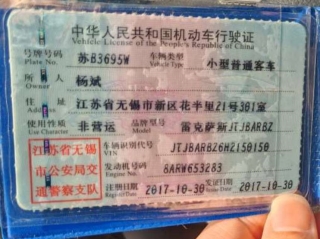 中华人民共和国机动车行驶证
Vehicle License of the People's Republic of China
号牌号码 苏B3695W 车辆类型 小型普通客车
Plate No. Vehicle Type
所有人 杨斌
Owner
住址 江苏省无锡市新区花半里21号301室
Address
使用性质 非营运 品牌型号 雷克萨斯JTJBARBZ
Use Character Model
江苏省无锡
市公安局交
通警察支队
车辆识别代号 JTJBARBZ6H2150150
VIN
发动机号码 8ARW653283
Engine No.
注册日期 2017-10-30 发证日期 2017-10-30
Register Date Issue Date